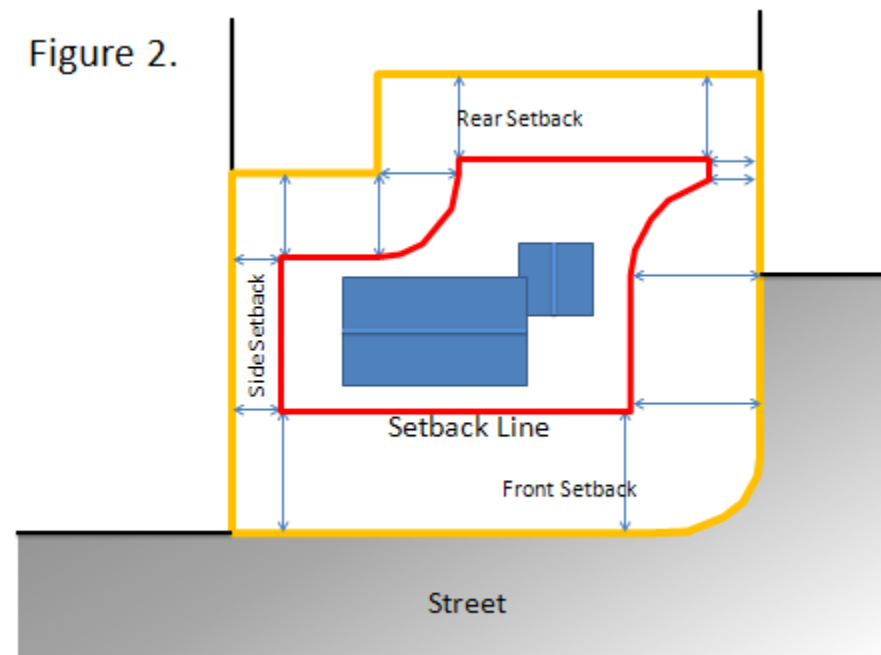 Figure 2.
Rear Setback
Side Setback
Setback Line
Front Setback
Street